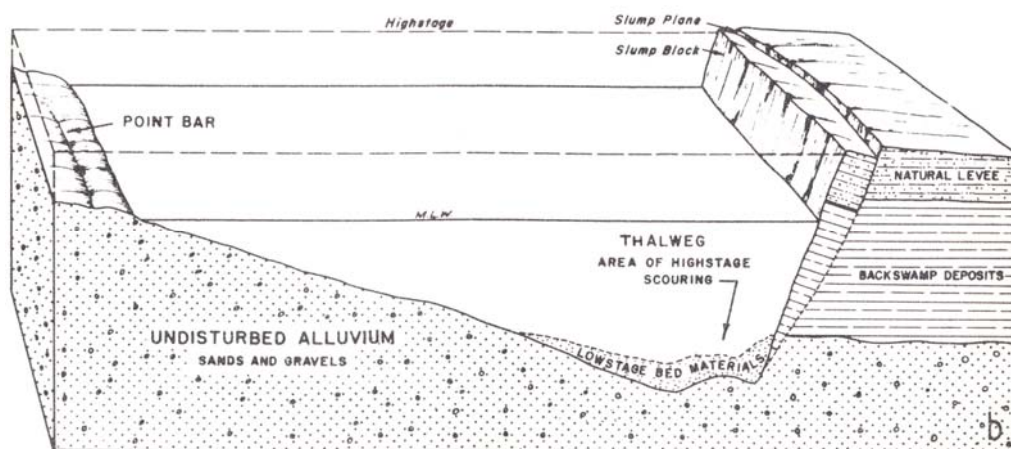 Highstage
Slump Plane
Slump Block
POINT BAR
NATURAL LEVEE
M.L.W.
THALWEG
AREA OF HIGHSTAGE
SCOURING
BACKSWAMP DEPOSITS
UNDISTURBED ALLUVIUM
SANDS AND GRAVELS
LOWSTAGE BED MATERIALS
b